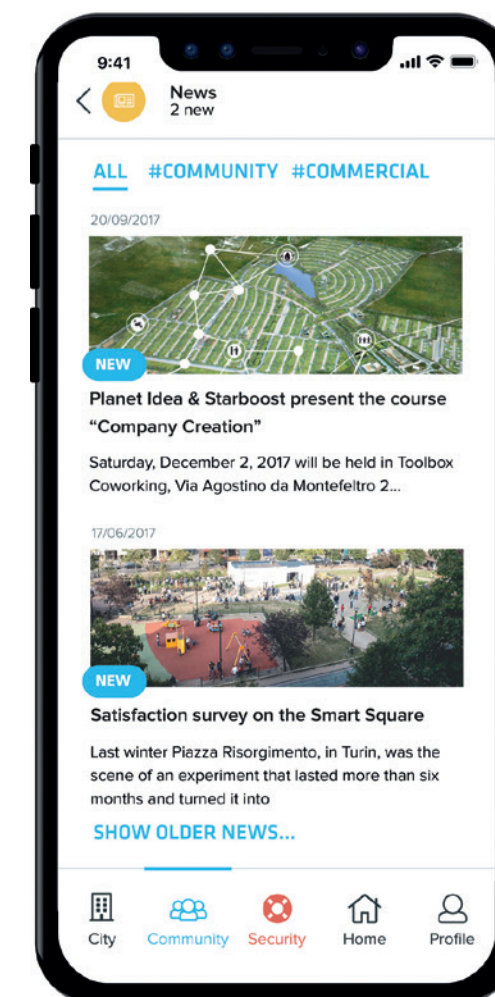 9:41
News
2 new
ALL #COMMUNITY #COMMERCIAL
20/09/2017
NEW
Planet Idea & Starboost present the course
“Company Creation”
Saturday, December 2, 2017 will be held in Toolbox
Coworking, Via Agostino da Montefeltro 2...
17/06/2017
NEW
Satisfaction survey on the Smart Square
Last winter Piazza Risorgimento, in Turin, was the
scene of an experiment that lasted more than six
months and turned it into
SHOW OLDER NEWS...
City Community Security Home Profile